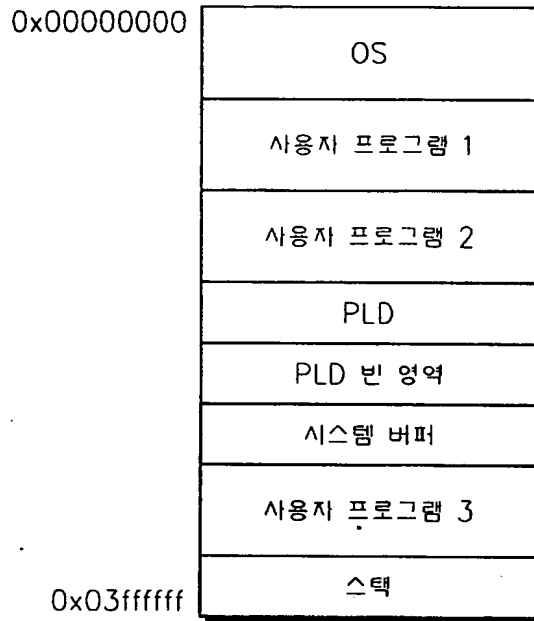 0x00000000
OS
사용자 프로그램 1
사용자 프로그램 2
PLD
PLD 빈 영역
시스템 버퍼
사용자 프로그램 3
스택
0x03ffffff